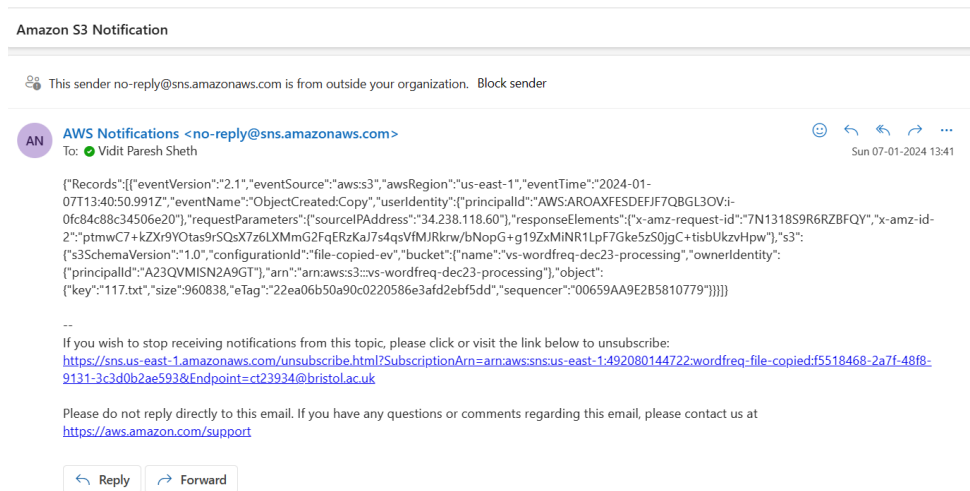 Amazon S3 Notification
This sender no-reply@sns.amazonaws.com is from outside your organization. Block sender
AN
AWS Notifications <no-reply@sns.amazonaws.com>
To: Vidit Paresh Sheth
Sun 07-01-2024 13:41
{"Records":[{"eventVersion":"2.1","eventSource":"aws:s3","awsRegion":"us-east-1","eventTime":"2024-01-
07T13:40:50.991Z","eventName":"ObjectCreated:Copy","userIdentity":{"principalId":"AWS:AROAXFESDEFJF7QBGL3OV:i-
0fc84c88c34506e20"},"requestParameters":{"sourceIPAddress":"34.238.118.60"},"responseElements":{"x-amz-request-id":"7N1318S9R6RZBFQY","x-amz-id-
2":"ptmwC7+kZXr9YOtas9rSQsX7z6LXMmG2FqERzKaJ7s4qsVfMJRkrw/bNopG+g19ZxMiNR1LpF7Gke5zS0jgC+tisbUkzvHpw"},"s3":
{"s3SchemaVersion":"1.0","configurationId":"file-copied-ev","bucket":{"name":"vs-wordfreq-dec23-processing","ownerIdentity":
{"principalId":"A23QVMISN2A9GT"},"arn":"arn:aws:s3:::vs-wordfreq-dec23-processing"},"object":
{"key":"117.txt","size":960838,"eTag":"22ea06b50a90c0220586e3afd2ebf5dd","sequencer":"00659AA9E2B5810779"}}]}
--
If you wish to stop receiving notifications from this topic, please click or visit the link below to unsubscribe:
https://sns.us-east-1.amazonaws.com/unsubscribe.html?SubscriptionArn=arn:aws:sns:us-east-1:492080144722:wordfreq-file-copied:f5518468-2a7f-48f8-
9131-3c3d0b2ae593&Endpoint=ct23934@bristol.ac.uk
Please do not reply directly to this email. If you have any questions or comments regarding this email, please contact us at
https://aws.amazon.com/support
Reply
Forward